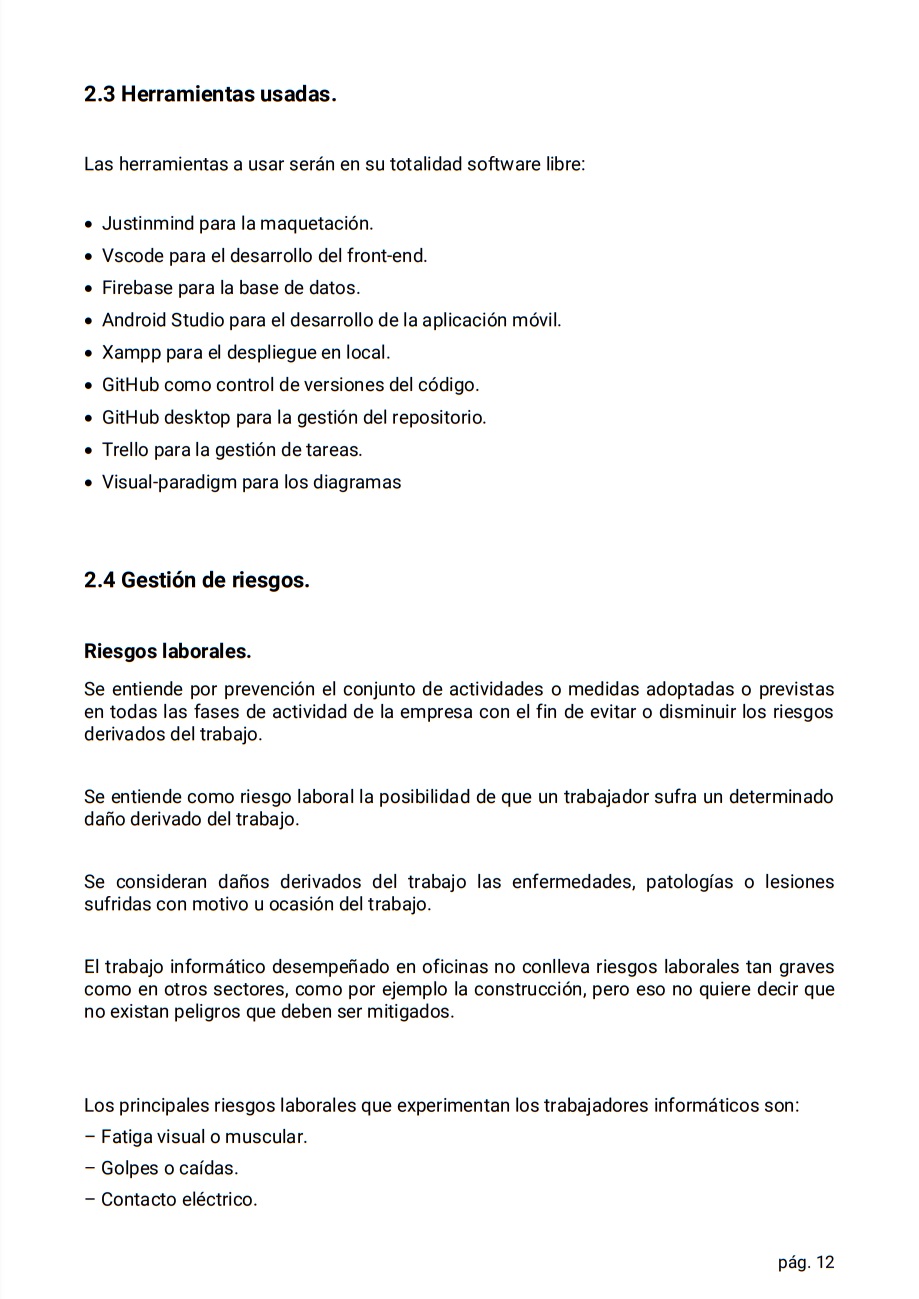 2.3 Herramientas usadas.
Las herramientas a usar serán en su totalidad software libre:
• Justinmind para la maquetación.
• Vscode para el desarrollo del front-end.
• Firebase para la base de datos.
• Android Studio para el desarrollo de la aplicación móvil.
• Xampp para el despliegue en local.
• GitHub como control de versiones del código.
• GitHub desktop para la gestión del repositorio.
• Trello para la gestión de tareas.
• Visual-paradigm para los diagramas
2.4 Gestión de riesgos.
Riesgos laborales.
Se entiende por prevención el conjunto de actividades o medidas adoptadas o previstas
en todas las fases de actividad de la empresa con el fin de evitar o disminuir los riesgos
derivados del trabajo.
Se entiende como riesgo laboral la posibilidad de que un trabajador sufra un determinado
daño derivado del trabajo.
Se consideran daños derivados del trabajo las enfermedades, patologías o lesiones
sufridas con motivo u ocasión del trabajo.
El trabajo informático desempeñado en oficinas no conlleva riesgos laborales tan graves
como en otros sectores, como por ejemplo la construcción, pero eso no quiere decir que
no existan peligros que deben ser mitigados.
Los principales riesgos laborales que experimentan los trabajadores informáticos son:
– Fatiga visual o muscular.
– Golpes o caídas.
– Contacto eléctrico.
pág. 12